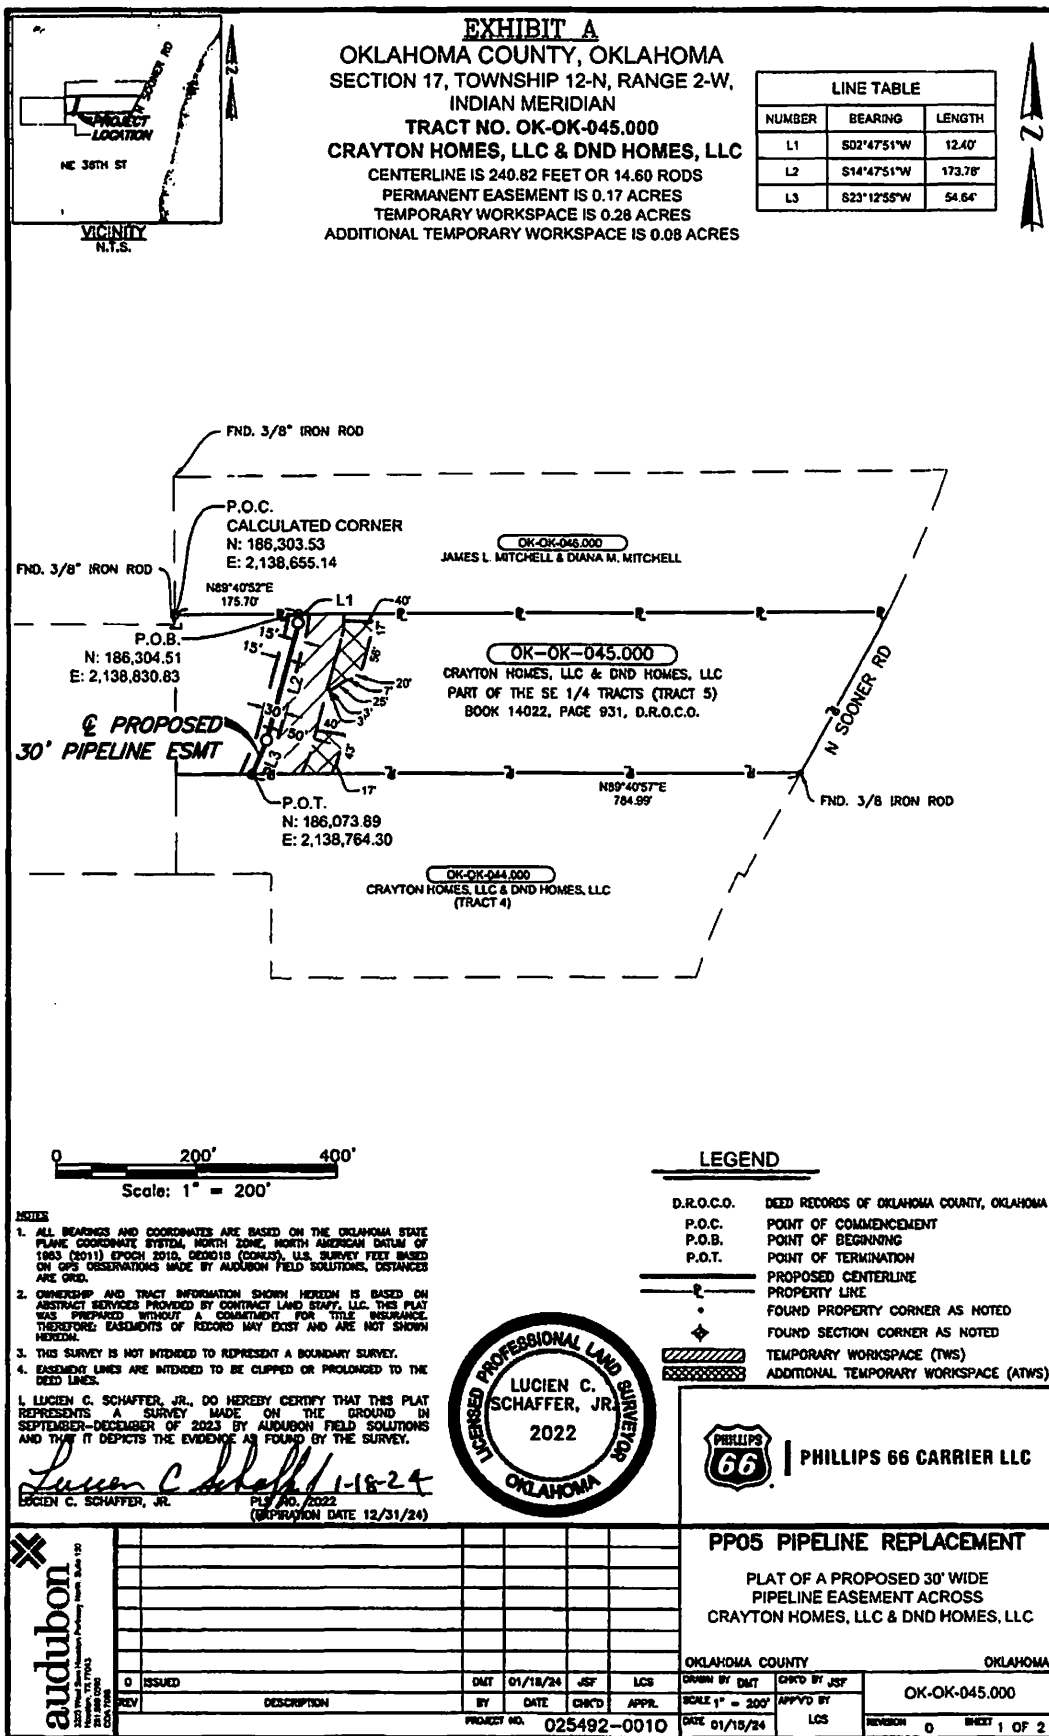 EXHIBIT A
OKLAHOMA COUNTY, OKLAHOMA
SECTION 17, TOWNSHIP 12-N, RANGE 2-W,
INDIAN MERIDIAN
TRACT NO. OK-OK-045.000
CRAYTON HOMES, LLC & DND HOMES, LLC
CENTERLINE IS 240.82 FEET OR 14.60 RODS
PERMANENT EASEMENT IS 0.17 ACRES
TEMPORARY WORKSPACE IS 0.28 ACRES
ADDITIONAL TEMPORARY WORKSPACE IS 0.08 ACRES
N SOONER RD
PROJECT
LOCATION
NE 36TH ST
VICINITY
N.T.S.
N
LINE TABLE
NUMBER BEARING LENGTH
L1 S02°47'51"W 12.40'
L2 S14°47'51"W 173.78'
L3 S23°12'55"W 54.64'
N
FND. 3/8" IRON ROD
P.O.C.
CALCULATED CORNER
N: 186,303.53
E: 2,138,655.14
FND. 3/8" IRON ROD
N89°40'52"E
175.70'
OK-OK-046.000
JAMES L. MITCHELL & DIANA M. MITCHELL
L1
40'
17'
P.O.B.
N: 186,304.51
E: 2,138,830.83
15'
15'
56'
L2
OK-OK-045.000
CRAYTON HOMES, LLC & DND HOMES, LLC
PART OF THE SE 1/4 TRACTS (TRACT 5)
BOOK 14022, PAGE 931, D.R.O.C.O.
20'
7'
25'
3'
3'
30'
50'
40'
43'
17'
L3
℄ PROPOSED
30' PIPELINE ESMT
N SOONER RD
N89°40'57"E
784.99'
FND. 3/8 IRON ROD
P.O.T.
N: 186,073.89
E: 2,138,764.30
OK-OK-044.000
CRAYTON HOMES, LLC & DND HOMES, LLC
(TRACT 4)
0 200' 400'
Scale: 1" = 200'
NOTES
1. ALL BEARINGS AND COORDINATES ARE BASED ON THE OKLAHOMA STATE
PLANE COORDINATE SYSTEM, NORTH ZONE, NORTH AMERICAN DATUM OF
1983 (2011) EPOCH 2010, GEOID18 (CONUS), U.S. SURVEY FEET BASED
ON GPS OBSERVATIONS MADE BY AUDUBON FIELD SOLUTIONS, DISTANCES
ARE GRID.
2. OWNERSHIP AND TRACT INFORMATION SHOWN HEREON IS BASED ON
ABSTRACT SERVICES PROVIDED BY CONTRACT LAND STAFF, LLC. THIS PLAT
WAS PREPARED WITHOUT A COMMITMENT FOR TITLE INSURANCE.
THEREFORE; EASEMENTS OF RECORD MAY EXIST AND ARE NOT SHOWN
HEREON.
3. THIS SURVEY IS NOT INTENDED TO REPRESENT A BOUNDARY SURVEY.
4. EASEMENT LINES ARE INTENDED TO BE CLIPPED OR PROLONGED TO THE
DEED LINES.
I, LUCIEN C. SCHAFFER, JR., DO HEREBY CERTIFY THAT THIS PLAT
REPRESENTS A SURVEY MADE ON THE GROUND IN
SEPTEMBER-DECEMBER OF 2023 BY AUDUBON FIELD SOLUTIONS
AND THAT IT DEPICTS THE EVIDENCE AS FOUND BY THE SURVEY.
Lucien C Schaffer 1-18-24
LUCIEN C. SCHAFFER, JR. PLS NO. 2022
(EXPIRATION DATE 12/31/24)
LICENSED PROFESSIONAL LAND SURVEYOR
LUCIEN C.
SCHAFFER, JR.
2022
OKLAHOMA
LEGEND
D.R.O.C.O. DEED RECORDS OF OKLAHOMA COUNTY, OKLAHOMA
P.O.C. POINT OF COMMENCEMENT
P.O.B. POINT OF BEGINNING
P.O.T. POINT OF TERMINATION
PROPOSED CENTERLINE
PROPERTY LINE
FOUND PROPERTY CORNER AS NOTED
FOUND SECTION CORNER AS NOTED
TEMPORARY WORKSPACE (TWS)
ADDITIONAL TEMPORARY WORKSPACE (ATWS)
PHILLIPS
66
PHILLIPS 66 CARRIER LLC
audubon
PP05 PIPELINE REPLACEMENT
PLAT OF A PROPOSED 30' WIDE
PIPELINE EASEMENT ACROSS
CRAYTON HOMES, LLC & DND HOMES, LLC
OKLAHOMA COUNTY OKLAHOMA
0 ISSUED DMT 01/18/24 JSF LCS
REV DESCRIPTION BY DATE CHK'D APPR.
PROJECT NO. 025492-0010
DRAWN BY DMT CHK'D BY JSF
SCALE 1" = 200' APPV'D BY
DATE 01/15/24 LCS
OK-OK-045.000
REVISION 0 SHEET 1 OF 2